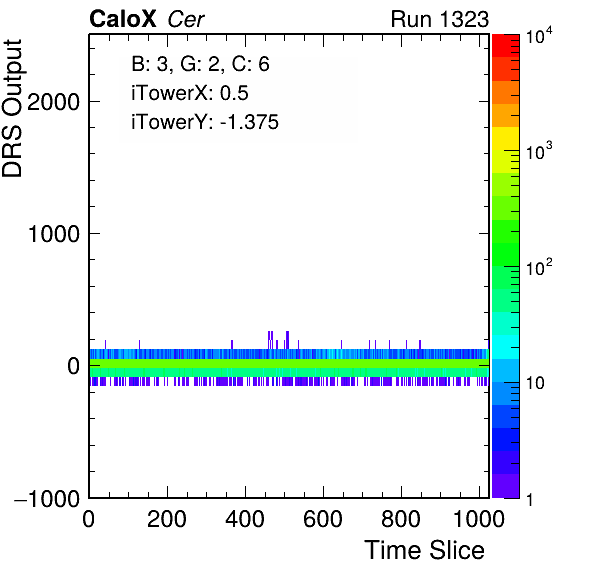 CaloX Cer Run 1323
B: 3, G: 2, C: 6
iTowerX: 0.5
iTowerY: -1.375
DRS Output
2000
1000
0
−1000
0 200 400 600 800 1000
Time Slice
10⁴
10³
10²
10
1